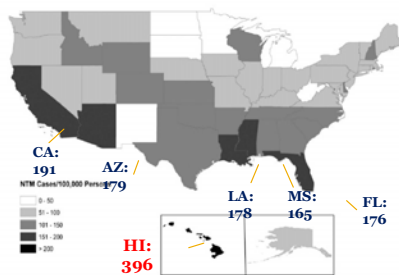 CA:
191
AZ:
179
NTM Cases/100,000 Persons
0 - 50
51 - 100
101 - 150
151 - 200
> 200
LA:
178
MS:
165
FL:
176
HI:
396